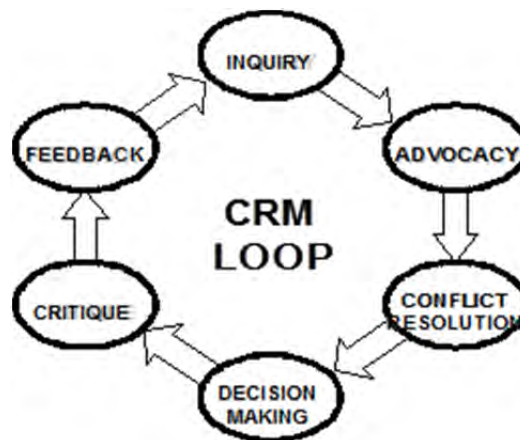 INQUIRY
ADVOCACY
CONFLICT
RESOLUTION
DECISION
MAKING
CRITIQUE
FEEDBACK
CRM
LOOP